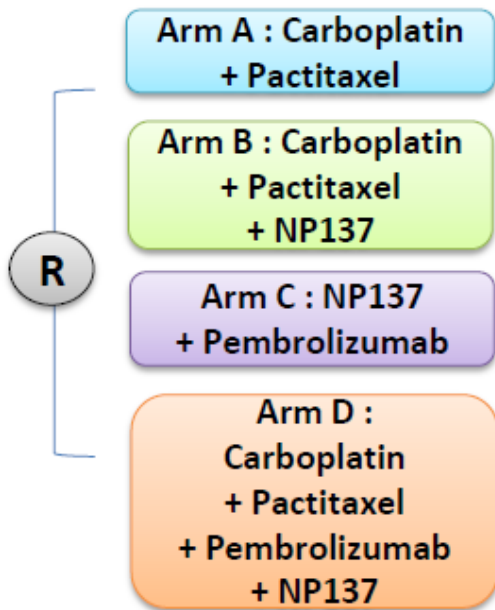 Arm A : Carboplatin
+ Pactitaxel
Arm B : Carboplatin
+ Pactitaxel
+ NP137
R
Arm C : NP137
+ Pembrolizumab
Arm D :
Carboplatin
+ Pactitaxel
+ Pembrolizumab
+ NP137